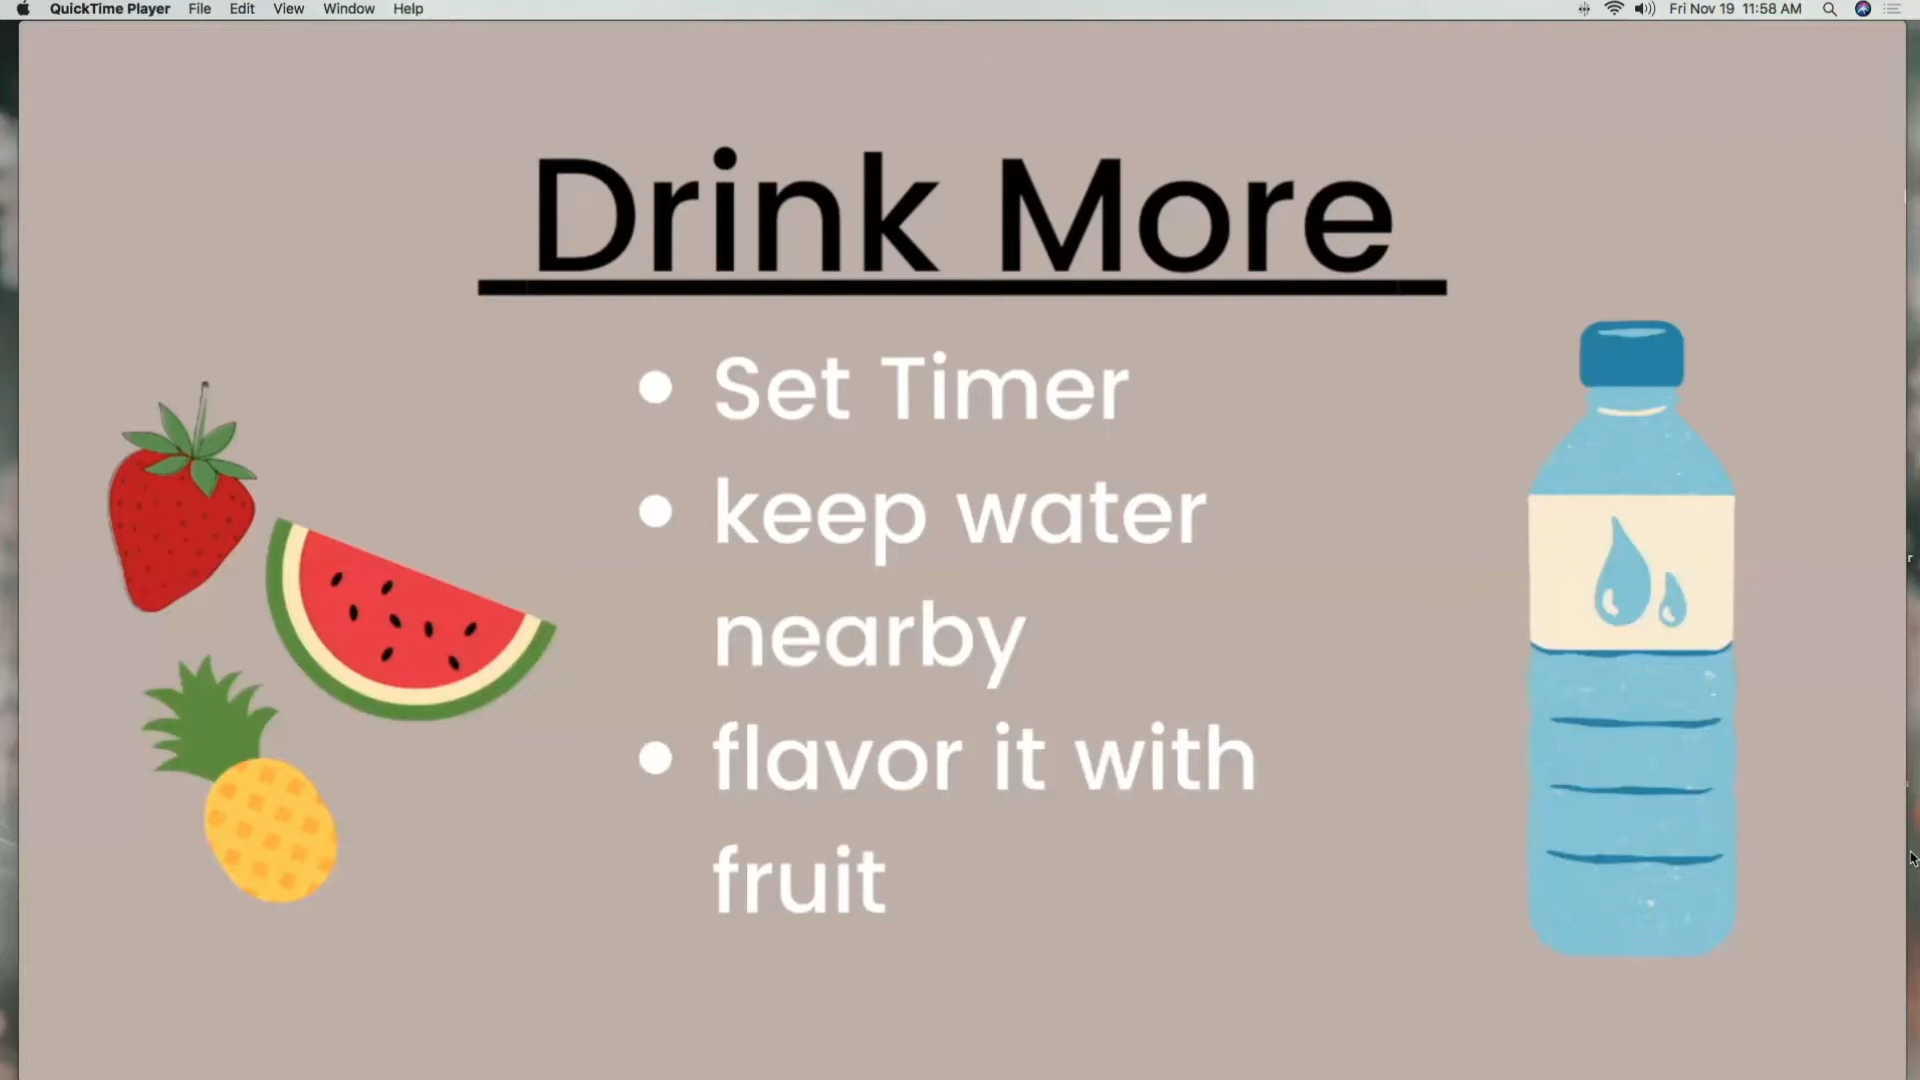 QuickTime Player File Edit View Window Help Fri Nov 19 11:58 AM
Drink More
• Set Timer
• keep water
nearby
• flavor it with
fruit